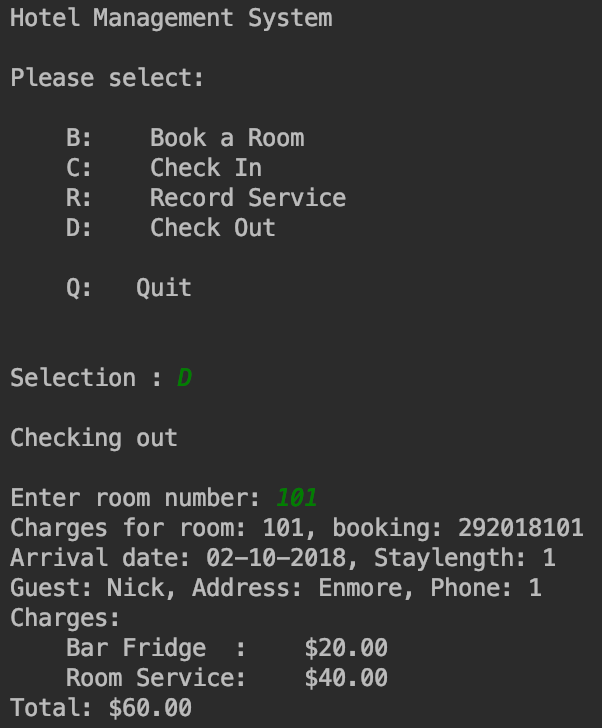 Hotel Management System
Please select:
B: Book a Room
C: Check In
R: Record Service
D: Check Out
Q: Quit
Selection : D
Checking out
Enter room number: 101
Charges for room: 101, booking: 292018101
Arrival date: 02-10-2018, Staylength: 1
Guest: Nick, Address: Enmore, Phone: 1
Charges:
Bar Fridge : $20.00
Room Service: $40.00
Total: $60.00